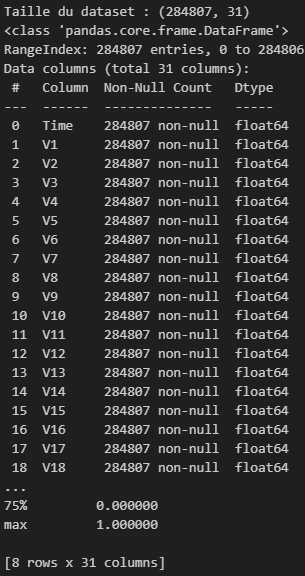 Taille du dataset : (284807, 31)
<class 'pandas.core.frame.DataFrame'>
RangeIndex: 284807 entries, 0 to 284806
Data columns (total 31 columns):
 #   Column  Non-Null Count   Dtype
---  ------  --------------   -----
 0   Time    284807 non-null  float64
 1   V1      284807 non-null  float64
 2   V2      284807 non-null  float64
 3   V3      284807 non-null  float64
 4   V4      284807 non-null  float64
 5   V5      284807 non-null  float64
 6   V6      284807 non-null  float64
 7   V7      284807 non-null  float64
 8   V8      284807 non-null  float64
 9   V9      284807 non-null  float64
 10  V10     284807 non-null  float64
 11  V11     284807 non-null  float64
 12  V12     284807 non-null  float64
 13  V13     284807 non-null  float64
 14  V14     284807 non-null  float64
 15  V15     284807 non-null  float64
 16  V16     284807 non-null  float64
 17  V17     284807 non-null  float64
 18  V18     284807 non-null  float64
...
75%        0.000000
max        1.000000
[8 rows x 31 columns]